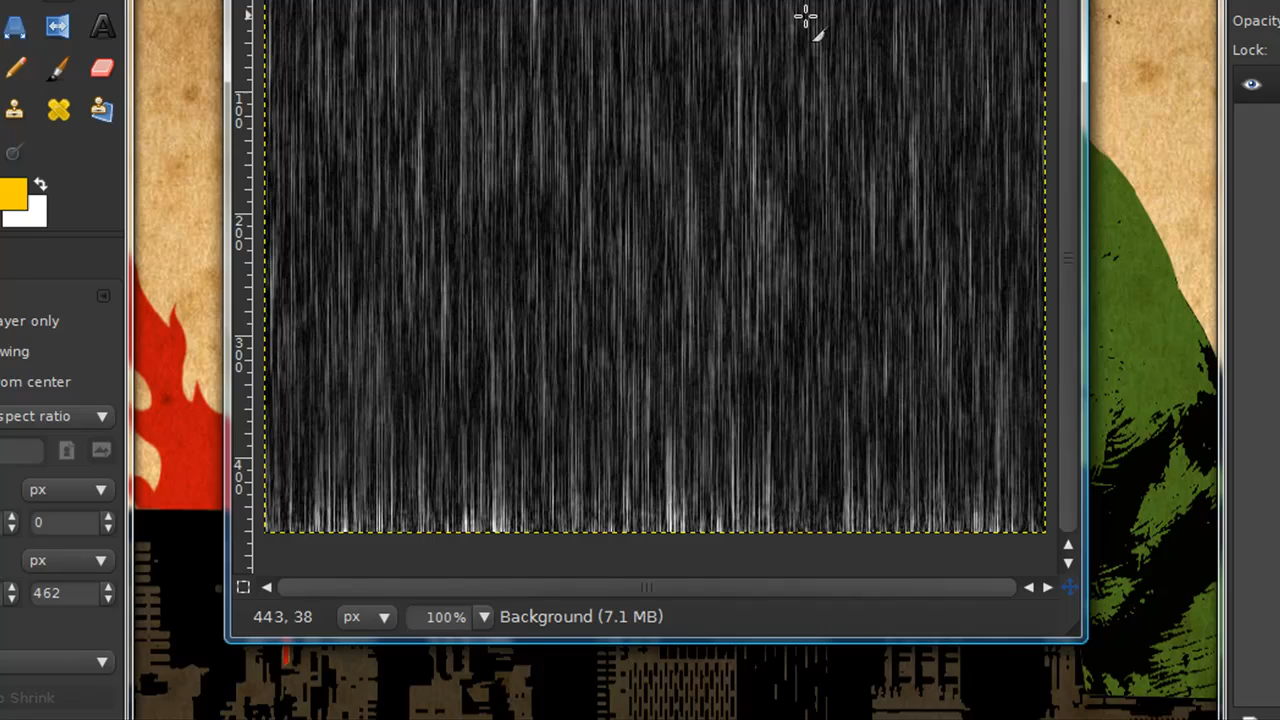 Opacit
Lock:
100
200
300
400
ayer only
wing
om center
spect ratio
px
0
px
462
443, 38 px 100% Background (7.1 MB)
o Shrink